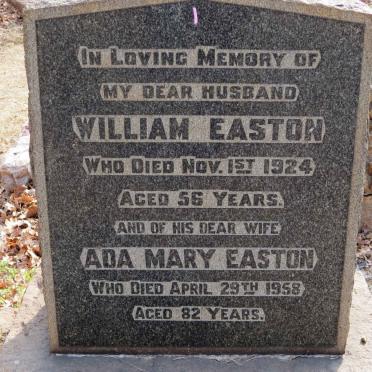 In Loving Memory of
my dear husband
William Easton
Who Died Nov. 1st 1924
Aged 56 Years.
and of his dear wife
Ada Mary Easton
Who Died April 29th 1958
Aged 82 Years.